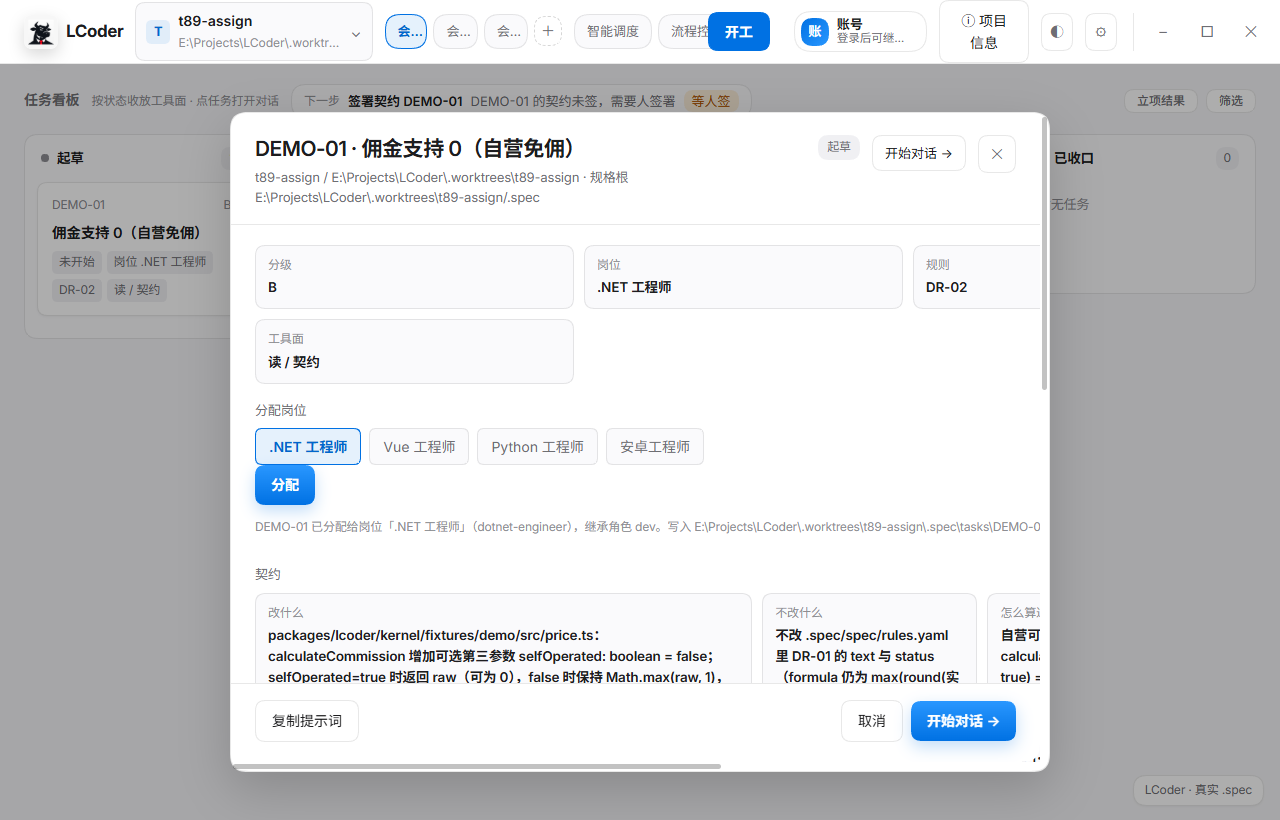 LCoder
T
t89-assign
E:\Projects\LCoder\.worktr...
会...
会...
会...
+
智能调度
流程控
开工
账
账号
登录后可继...
ⓘ 项目
信息
任务看板
按状态收放工具面 · 点任务打开对话
下一步 签署契约 DEMO-01 DEMO-01 的契约未签，需要人签署 等人签
立项结果
筛选
起草
DEMO-01
B
佣金支持 0（自营免佣）
未开始
岗位 .NET 工程师
DR-02
读 / 契约
已收口
0
无任务
DEMO-01 · 佣金支持 0（自营免佣）
起草
开始对话 →
t89-assign / E:\Projects\LCoder\.worktrees\t89-assign · 规格根
E:\Projects\LCoder\.worktrees\t89-assign/.spec
分级
B
岗位
.NET 工程师
规则
DR-02
工具面
读 / 契约
分配岗位
.NET 工程师
Vue 工程师
Python 工程师
安卓工程师
分配
DEMO-01 已分配给岗位「.NET 工程师」（dotnet-engineer），继承角色 dev。写入 E:\Projects\LCoder\.worktrees\t89-assign\.spec\tasks\DEMO-0
契约
改什么
packages/lcoder/kernel/fixtures/demo/src/price.ts：
calculateCommission 增加可选第三参数 selfOperated: boolean = false；
selfOperated=true 时返回 raw（可为 0），false 时保持 Math.max(raw, 1)，
不改什么
不改 .spec/spec/rules.yaml
里 DR-01 的 text 与 status
（formula 仍为 max(round(实
怎么算
自营可
calcul
true) =
复制提示词
取消
开始对话 →
LCoder · 真实 .spec